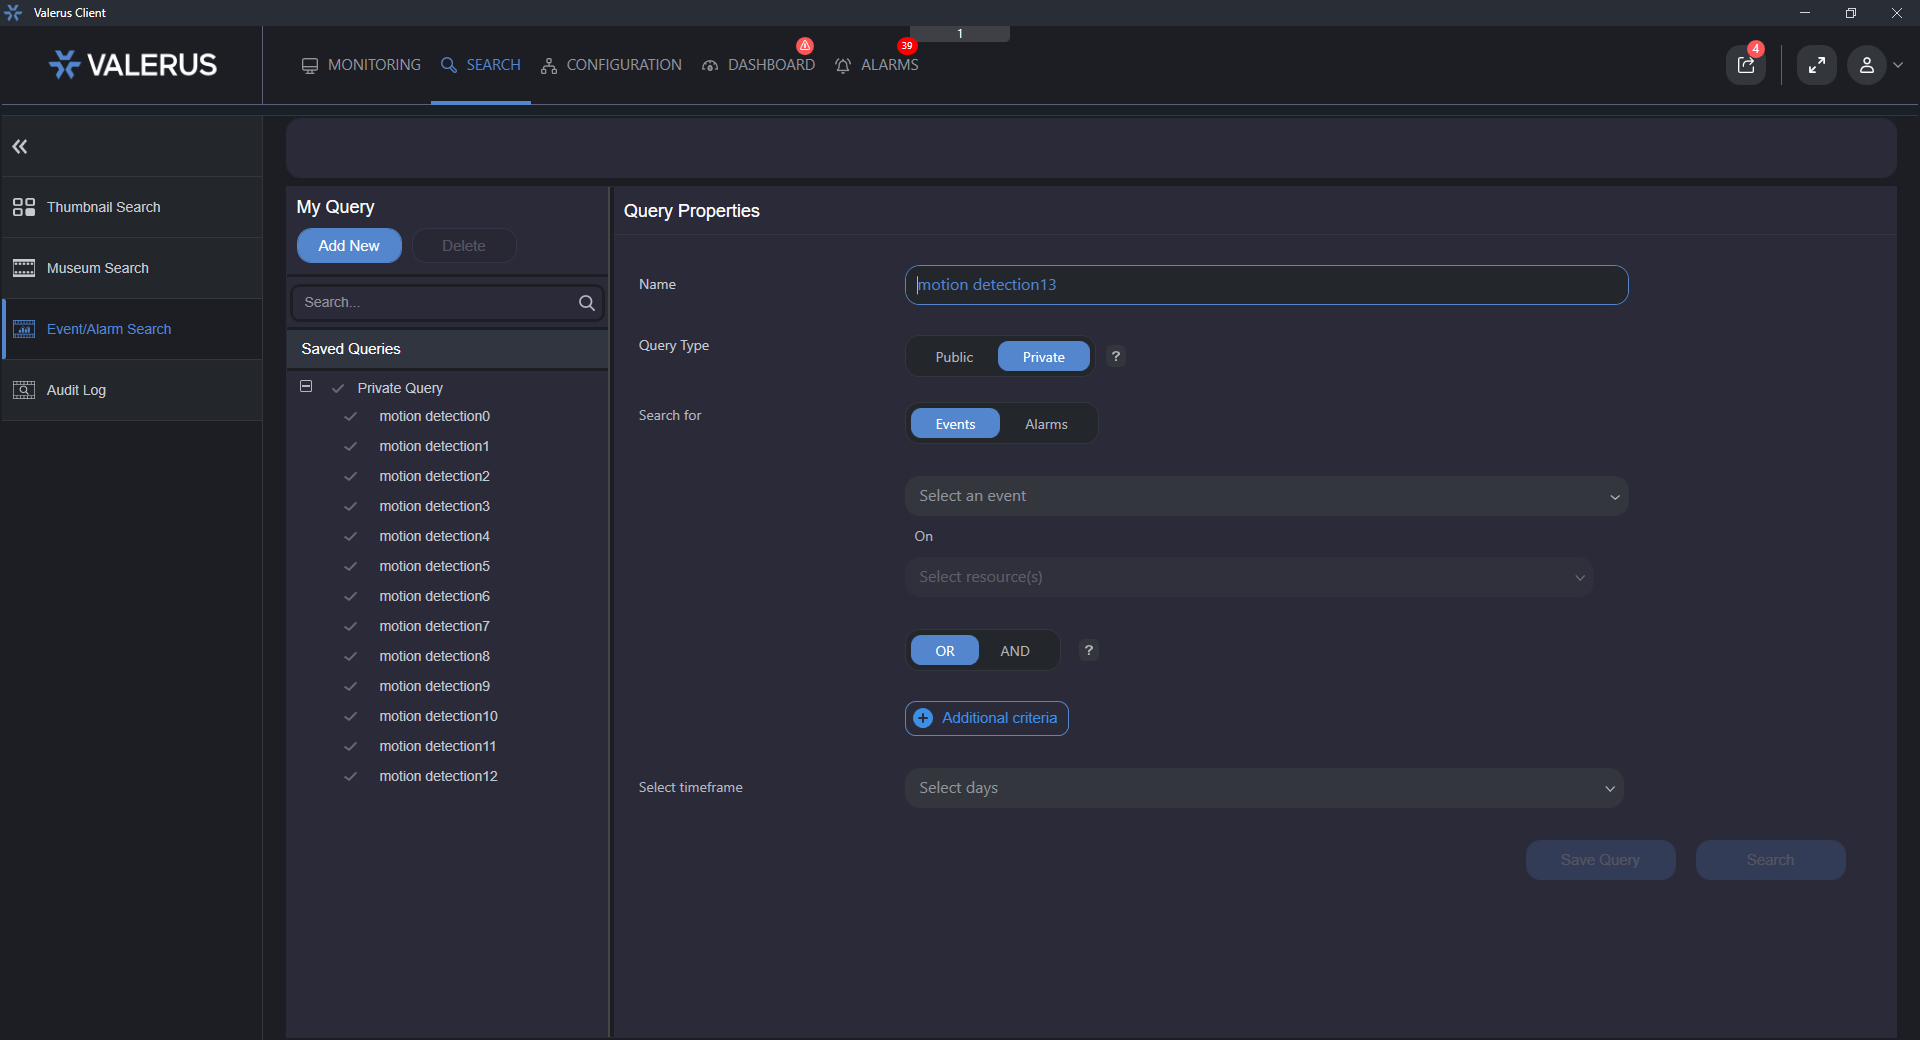 Valerus Client
1
VALERUS
MONITORING
SEARCH
CONFIGURATION
DASHBOARD
39
ALARMS
4
Thumbnail Search
Museum Search
Event/Alarm Search
Audit Log
My Query
Add New
Delete
Search...
Saved Queries
Private Query
motion detection0
motion detection1
motion detection2
motion detection3
motion detection4
motion detection5
motion detection6
motion detection7
motion detection8
motion detection9
motion detection10
motion detection11
motion detection12
Query Properties
Name
motion detection13
Query Type
Public
Private
?
Search for
Events
Alarms
Select an event
On
Select resource(s)
OR
AND
?
Additional criteria
Select timeframe
Select days
Save Query
Search